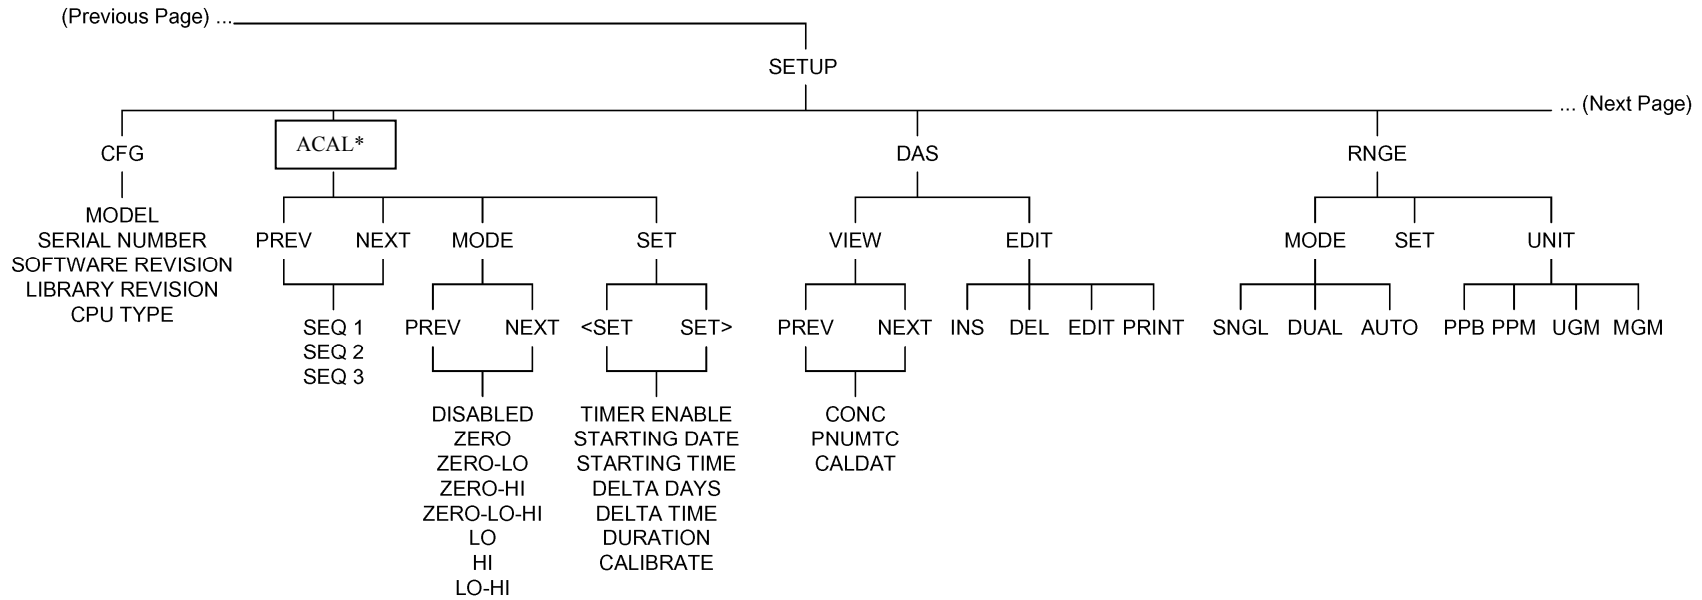 (Previous Page) ...
SETUP
... (Next Page)
CFG
ACAL*
DAS
RNGE
MODEL
SERIAL NUMBER
SOFTWARE REVISION
LIBRARY REVISION
CPU TYPE
PREV NEXT MODE SET
VIEW EDIT
MODE SET UNIT
SEQ 1
SEQ 2
SEQ 3
PREV NEXT
<SET SET>
PREV NEXT
INS DEL EDIT PRINT
SNGL DUAL AUTO
PPB PPM UGM MGM
DISABLED
ZERO
ZERO-LO
ZERO-HI
ZERO-LO-HI
LO
HI
LO-HI
TIMER ENABLE
STARTING DATE
STARTING TIME
DELTA DAYS
DELTA TIME
DURATION
CALIBRATE
CONC
PNUMTC
CALDAT